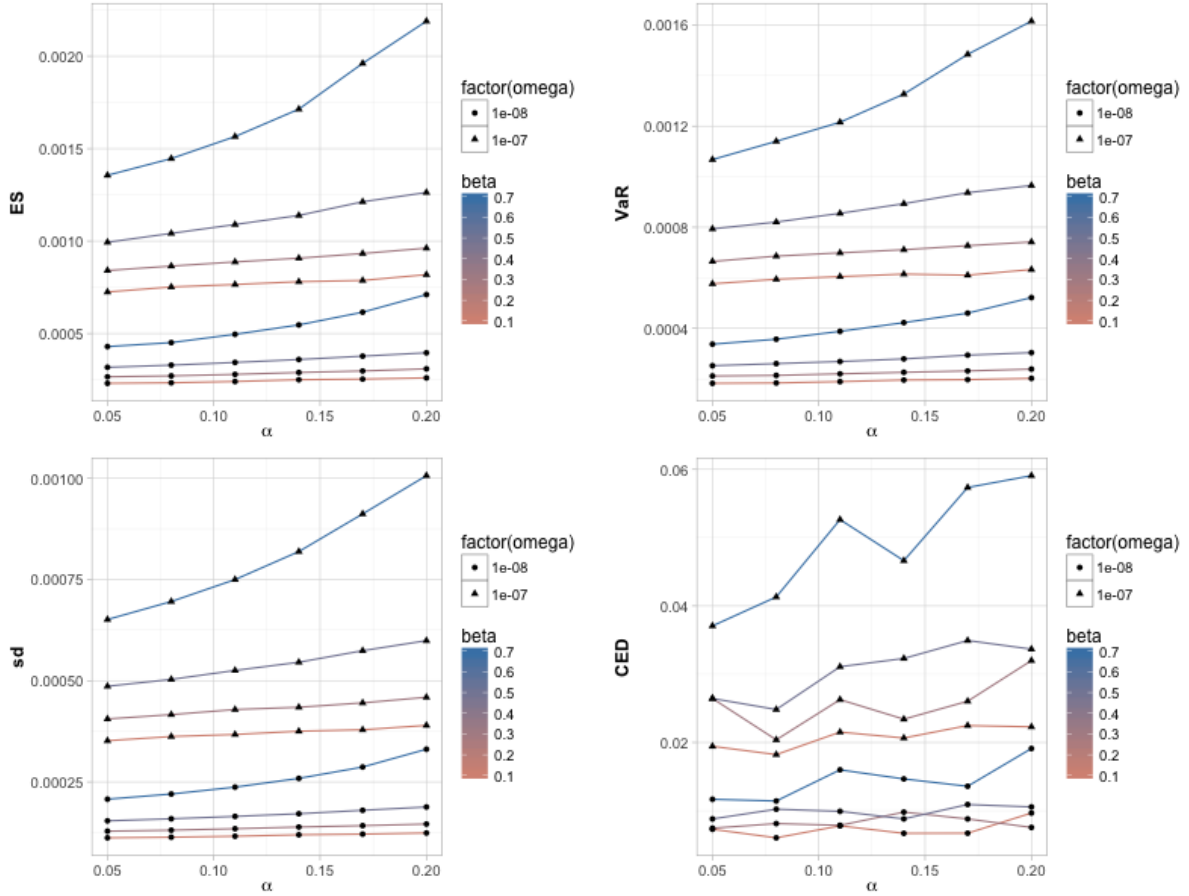 ES
0.0020
0.0015
0.0010
0.0005
0.05 0.10 0.15 0.20
α
factor(omega)
1e-08
1e-07
beta
0.7
0.6
0.5
0.4
0.3
0.2
0.1
VaR
0.0016
0.0012
0.0008
0.0004
0.05 0.10 0.15 0.20
α
factor(omega)
1e-08
1e-07
beta
0.7
0.6
0.5
0.4
0.3
0.2
0.1
sd
0.00100
0.00075
0.00050
0.00025
0.05 0.10 0.15 0.20
α
factor(omega)
1e-08
1e-07
beta
0.7
0.6
0.5
0.4
0.3
0.2
0.1
CED
0.06
0.04
0.02
0.05 0.10 0.15 0.20
α
factor(omega)
1e-08
1e-07
beta
0.7
0.6
0.5
0.4
0.3
0.2
0.1